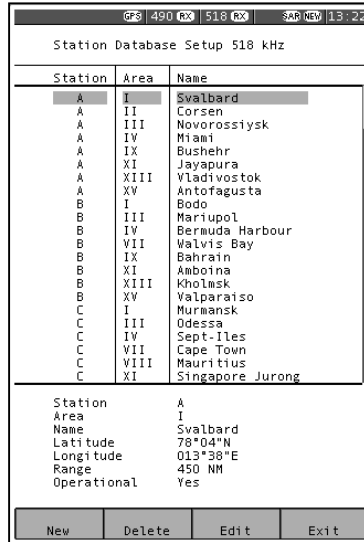 GPS 490 RX 518 RX SAR NEW 13:22
Station Database Setup 518 kHz
Station Area Name
A I Svalbard
A II Corsen
A III Novorossiysk
A IV Miami
A IX Bushehr
A XI Jayapura
A XIII Vladivostok
A XV Antofagusta
B I Bodo
B III Mariupol
B IV Bermuda Harbour
B VII Walvis Bay
B IX Bahrain
B XI Amboina
B XIII Kholmsk
B XV Valparaiso
C I Murmansk
C III Odessa
C IV Sept-Iles
C VII Cape Town
C VIII Mauritius
C XI Singapore Jurong
Station A
Area I
Name Svalbard
Latitude 78°04"N
Longitude 013°38"E
Range 450 NM
Operational Yes
New Delete Edit Exit